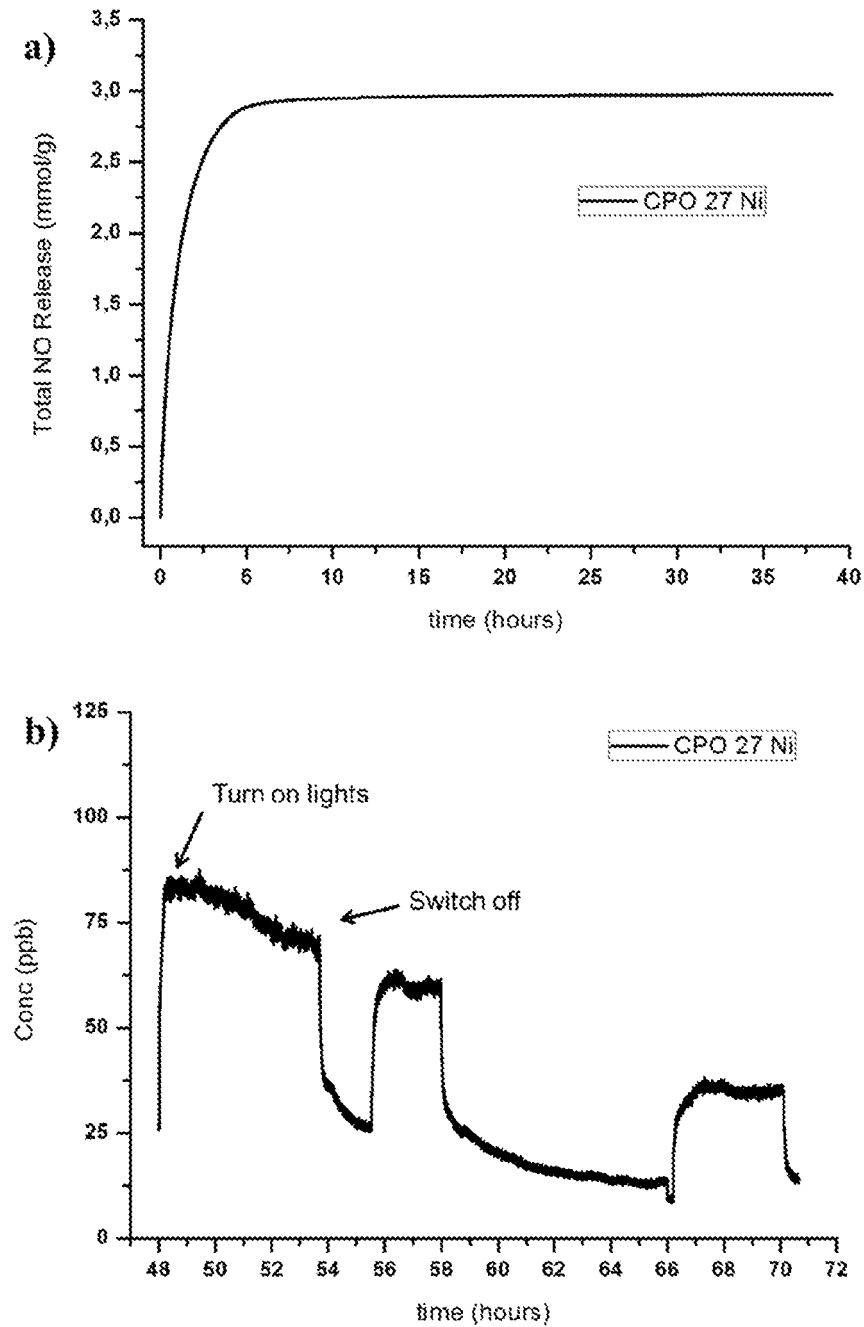 a)
3,5
3,0
2,5
2,0
1,5
1,0
0,5
0,0
Total NO Release (mmol/g)
CPO 27 Ni
0 5 10 15 20 25 30 35 40
time (hours)
b)
125
100
75
50
25
0
Conc (ppb)
CPO 27 Ni
Turn on lights
Switch off
48 50 52 54 56 58 60 62 64 66 68 70 72
time (hours)